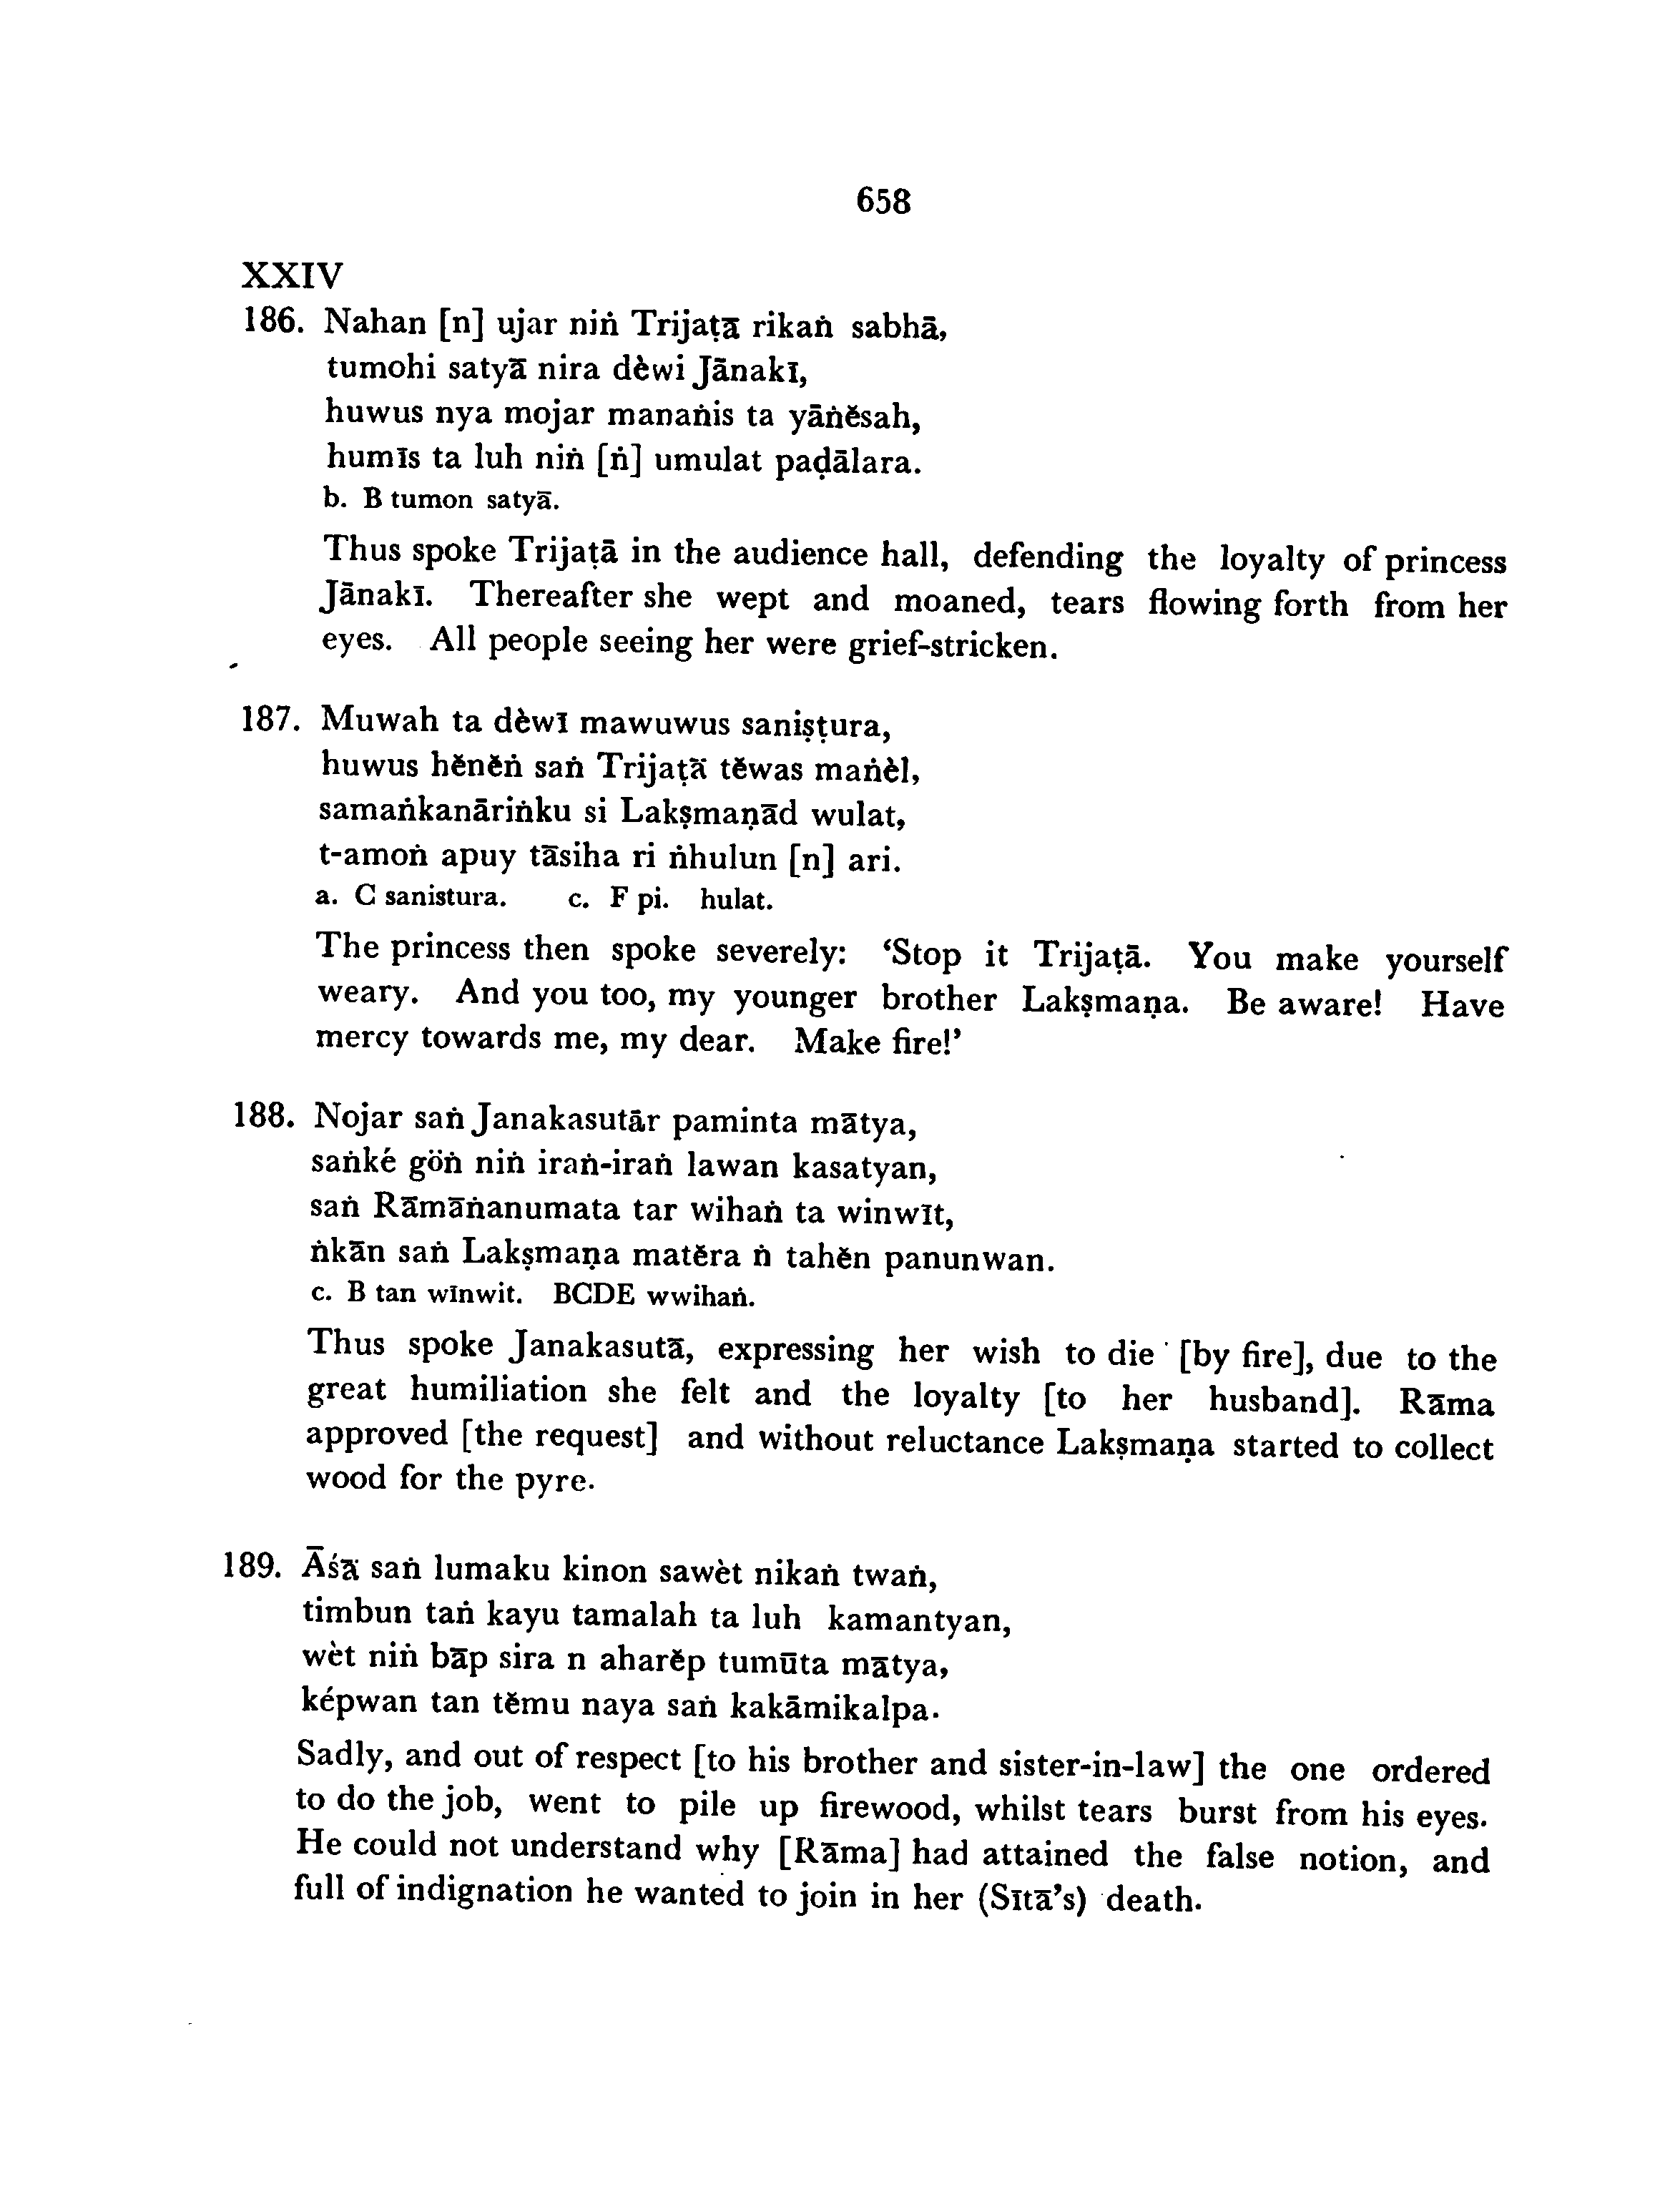 658
XXIV
186. Nahan [n] ujar niṅ Trijaṭā rikaṅ sabhā,
tumohi satyā nira dèwi Jānakī,
huwus nya mojar manaṅis ta yāṅĕsah,
humīs ta luh niṅ [ṅ] umulat paḍālara.
b. B tumon satyā.
Thus spoke Trijaṭā in the audience hall, defending the loyalty of princess
Jānakī. Thereafter she wept and moaned, tears flowing forth from her
eyes. All people seeing her were grief-stricken.
187. Muwah ta dèwī mawuwus saniṣṭura,
huwus hĕnĕṅ saṅ Trijaṭā tĕwas maṅèl,
samaṅkanāriṅku si Lakṣmaṇād wulat,
t-amoṅ apuy tāsiha ri ṅhulun [n] ari.
a. C sanistura. c. F pi. hulat.
The princess then spoke severely: ‘Stop it Trijaṭā. You make yourself
weary. And you too, my younger brother Lakṣmaṇa. Be aware! Have
mercy towards me, my dear. Make fire!’
188. Nojar saṅ Janakasutār paminta mātya,
saṅké göṅ niṅ iraṅ-iraṅ lawan kasatyan,
saṅ Rāmāṅanumata tar wihaṅ ta winwīt,
ṅkān saṅ Lakṣmaṇa matĕra ṅ tahĕn panunwan.
c. B tan wīnwit. BCDE wwihaṅ.
Thus spoke Janakasutā, expressing her wish to die [by fire], due to the
great humiliation she felt and the loyalty [to her husband]. Rāma
approved [the request] and without reluctance Lakṣmaṇa started to collect
wood for the pyre.
189. Āśā saṅ lumaku kinon sawèt nikaṅ twaṅ,
timbun taṅ kayu tamalah ta luh kamantyan,
wèt niṅ bāp sira n aharĕp tumūta mātya,
képwan tan tĕmu naya saṅ kakāmikalpa.
Sadly, and out of respect [to his brother and sister-in-law] the one ordered
to do the job, went to pile up firewood, whilst tears burst from his eyes.
He could not understand why [Rāma] had attained the false notion, and
full of indignation he wanted to join in her (Sītā’s) death.